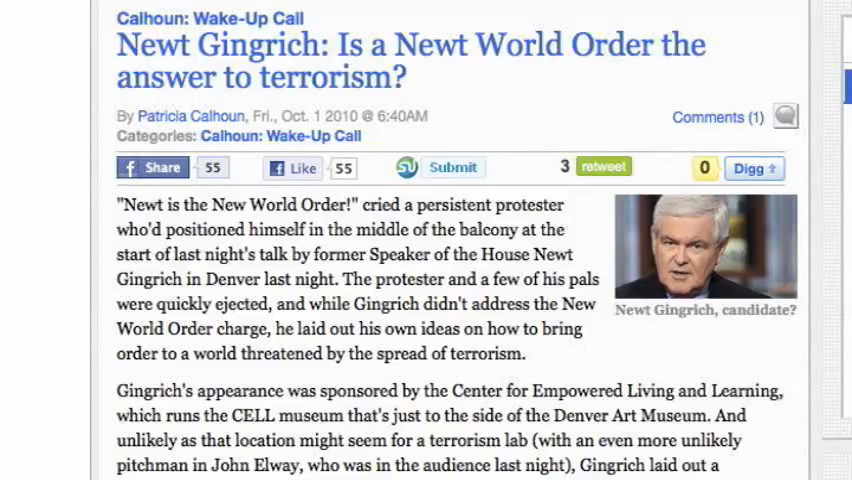 Calhoun: Wake-Up Call
Newt Gingrich: Is a Newt World Order the
answer to terrorism?
By Patricia Calhoun, Fri., Oct. 1 2010 @ 6:40AM
Comments (1)
Categories: Calhoun: Wake-Up Call
f Share 55 f Like 55 Submit 3 retweet 0 Digg
"Newt is the New World Order!" cried a persistent protester
who'd positioned himself in the middle of the balcony at the
start of last night's talk by former Speaker of the House Newt
Gingrich in Denver last night. The protester and a few of his pals
were quickly ejected, and while Gingrich didn't address the New
World Order charge, he laid out his own ideas on how to bring
order to a world threatened by the spread of terrorism.
Newt Gingrich, candidate?
Gingrich's appearance was sponsored by the Center for Empowered Living and Learning,
which runs the CELL museum that's just to the side of the Denver Art Museum. And
unlikely as that location might seem for a terrorism lab (with an even more unlikely
pitchman in John Elway, who was in the audience last night), Gingrich laid out a